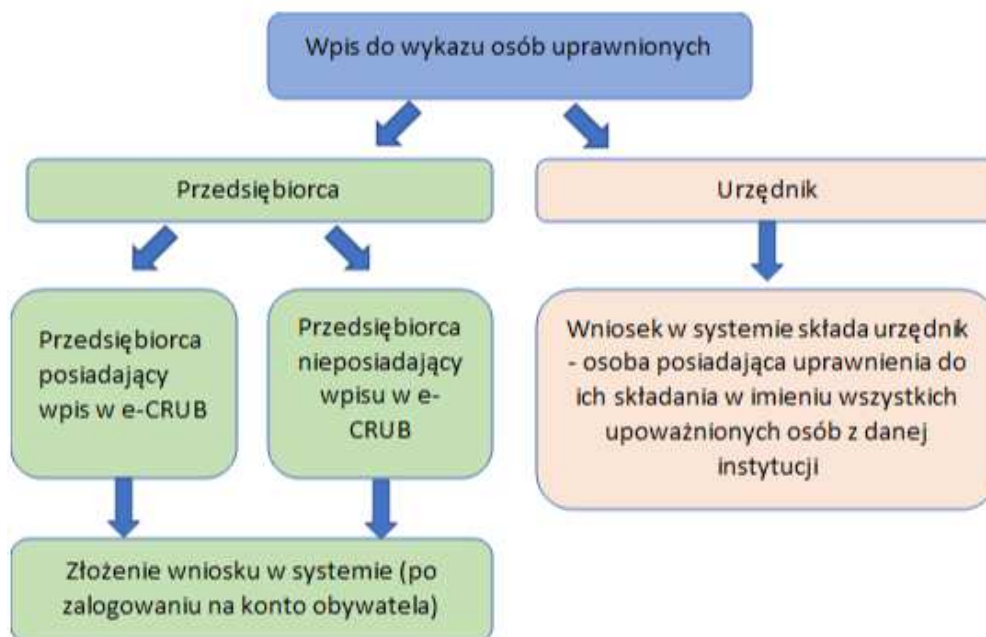 Wpis do wykazu osób uprawnionych
Przedsiębiorca
Urzędnik
Przedsiębiorca
posiadający
wpis w e-CRUB
Przedsiębiorca
nieposiadający
wpisu w e-
CRUB
Wniosek w systemie składa urzędnik
- osoba posiadająca uprawnienia do
ich składania w imieniu wszystkich
upoważnionych osób z danej
instytucji
Złożenie wniosku w systemie (po
zalogowaniu na konto obywatela)